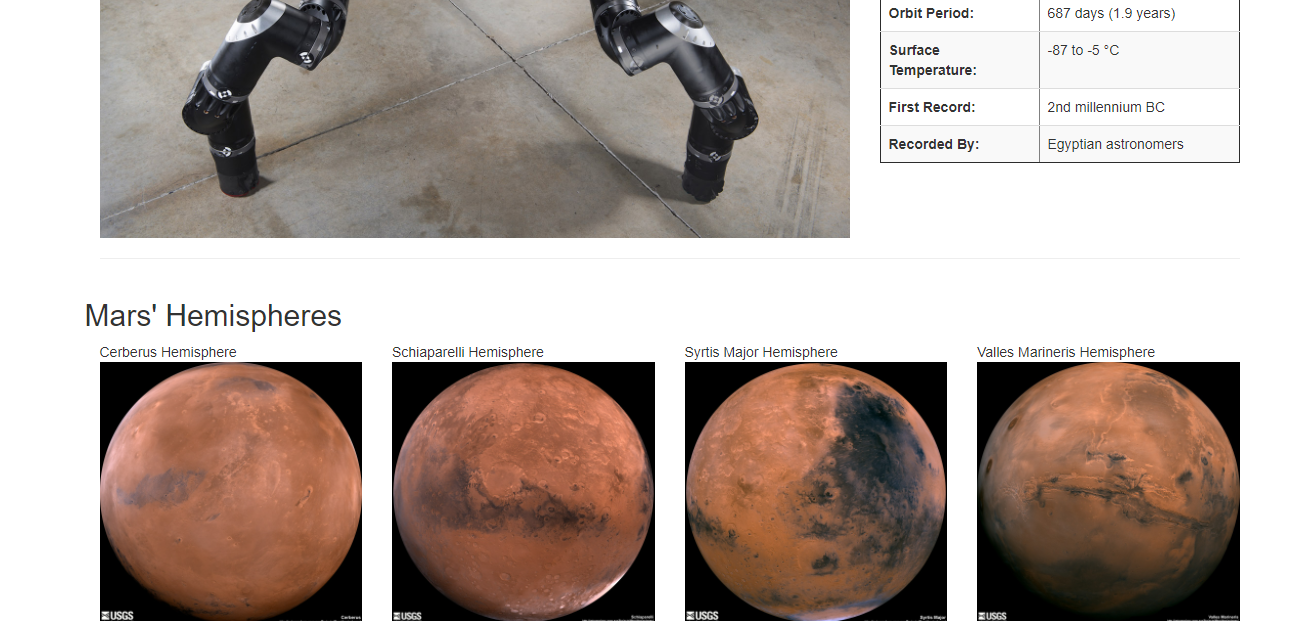 Orbit Period: 687 days (1.9 years)
Surface Temperature: -87 to -5 °C
First Record: 2nd millennium BC
Recorded By: Egyptian astronomers
Mars' Hemispheres
Cerberus Hemisphere
Schiaparelli Hemisphere
Syrtis Major Hemisphere
Valles Marineris Hemisphere
USGS Cerberus
USGS Schiaparelli
USGS Syrtis Major
USGS Valles Marineris